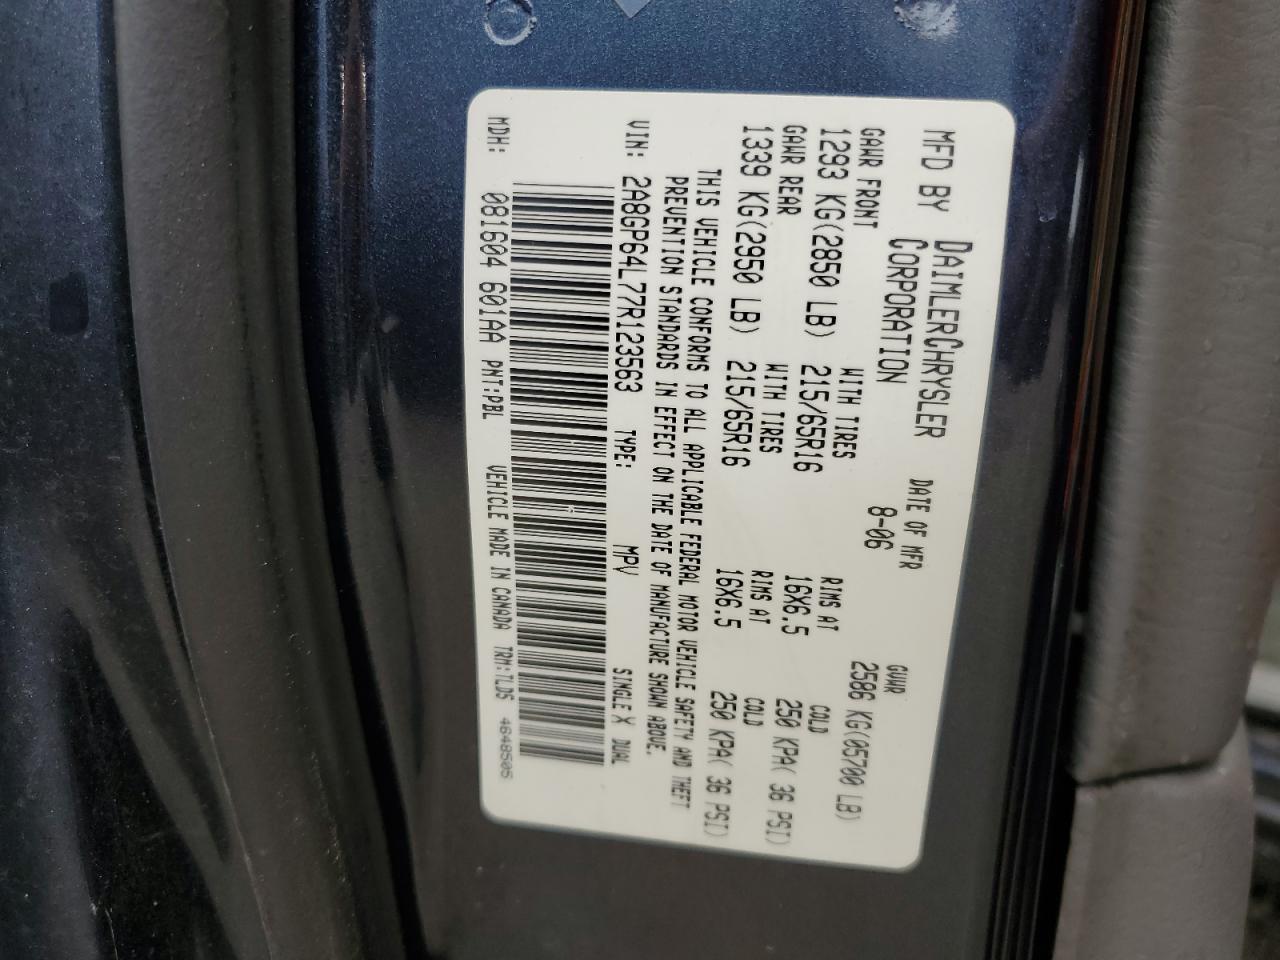 MFD BY DAIMLERCHRYSLER CORPORATION
DATE OF MFR 8-06
GVWR 2586 KG(05700 LB)
GAWR FRONT WITH TIRES RIMS AT COLD
1293 KG(2850 LB) 215/65R16 16X6.5 250 KPA( 36 PSI)
GAWR REAR WITH TIRES RIMS AT COLD
1339 KG(2950 LB) 215/65R16 16X6.5 250 KPA( 36 PSI)
THIS VEHICLE CONFORMS TO ALL APPLICABLE FEDERAL MOTOR VEHICLE SAFETY AND THEFT
PREVENTION STANDARDS IN EFFECT ON THE DATE OF MANUFACTURE SHOWN ABOVE.
VIN: 2A8GP64L77R123563 TYPE: MPV SINGLE X DUAL
MDH: 081604 601AA PNT:PBL VEHICLE MADE IN CANADA TRM:TLDS 4648505